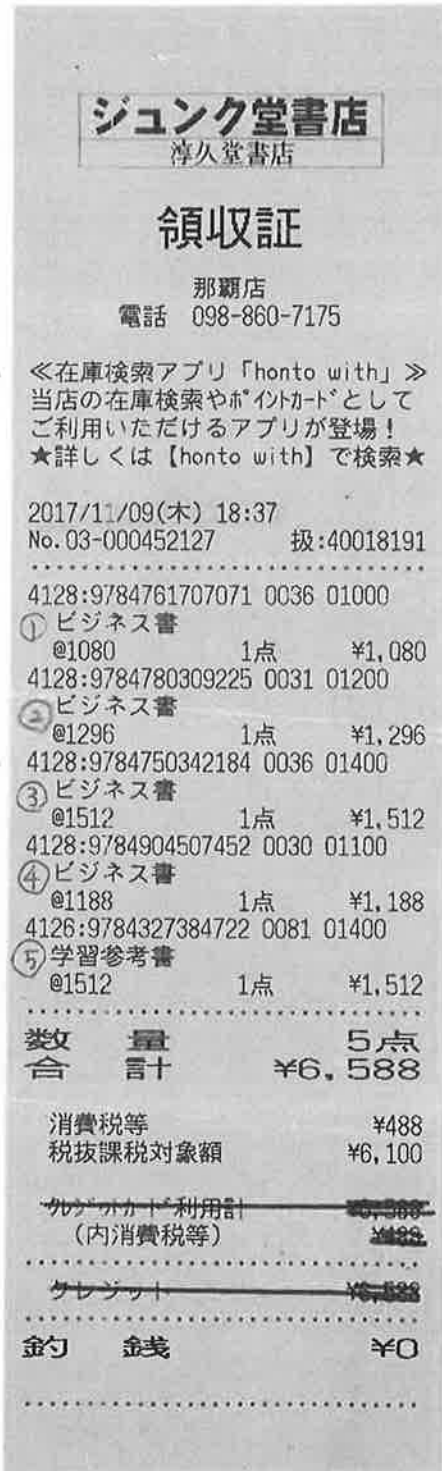 ジュンク堂書店
淳久堂書店
領収証
那覇店
電話 098-860-7175
≪在庫検索アプリ「honto with」≫
当店の在庫検索やﾎﾟｲﾝﾄｶｰﾄﾞとして
ご利用いただけるアプリが登場！
★詳しくは【honto with】で検索★
2017/11/09(木) 18:37
No.03-000452127 扱:40018191
4128:9784761707071 0036 01000
① ビジネス書
@1080 1点 ¥1,080
4128:9784780309225 0031 01200
② ビジネス書
@1296 1点 ¥1,296
4128:9784750342184 0036 01400
③ ビジネス書
@1512 1点 ¥1,512
4128:9784904507452 0030 01100
④ ビジネス書
@1188 1点 ¥1,188
4126:9784327384722 0081 01400
⑤ 学習参考書
@1512 1点 ¥1,512
数 量 5点
合 計 ¥6,588
消費税等 ¥488
税抜課税対象額 ¥6,100
ｸﾚｼﾞｯﾄｶｰﾄﾞ利用計
(内消費税等)
クレジット
釣 銭 ¥0